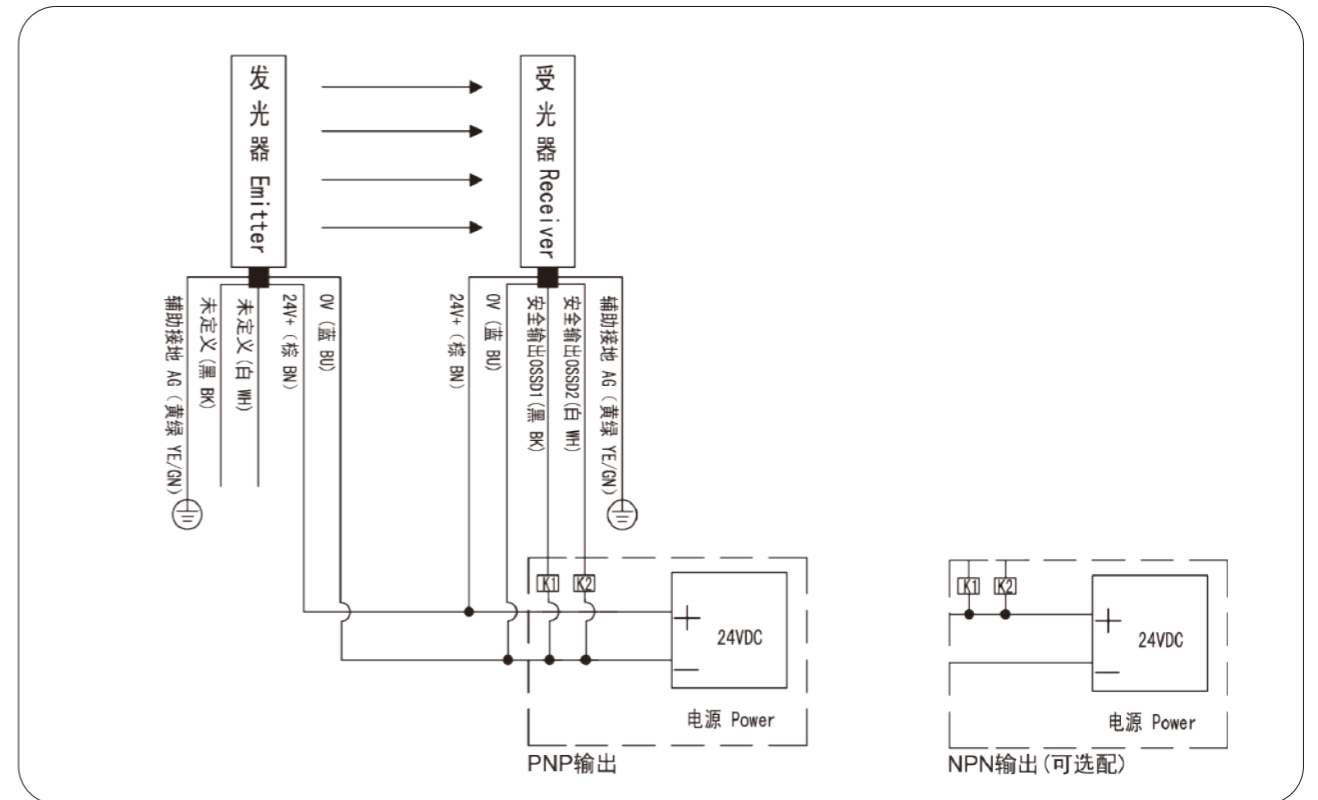 发光器 Emitter
受光器 Receiver
辅助接地 AG (黄绿 YE/GN)
未定义 (黑 BK)
未定义 (白 WH)
24V+ (棕 BN)
0V (蓝 BU)
24V+ (棕 BN)
0V (蓝 BU)
安全输出OSSD1 (黑 BK)
安全输出OSSD2 (白 WH)
辅助接地 AG (黄绿 YE/GN)
K1
K2
+
24VDC
−
电源 Power
PNP输出
K1
K2
+
24VDC
−
电源 Power
NPN输出 (可选配)